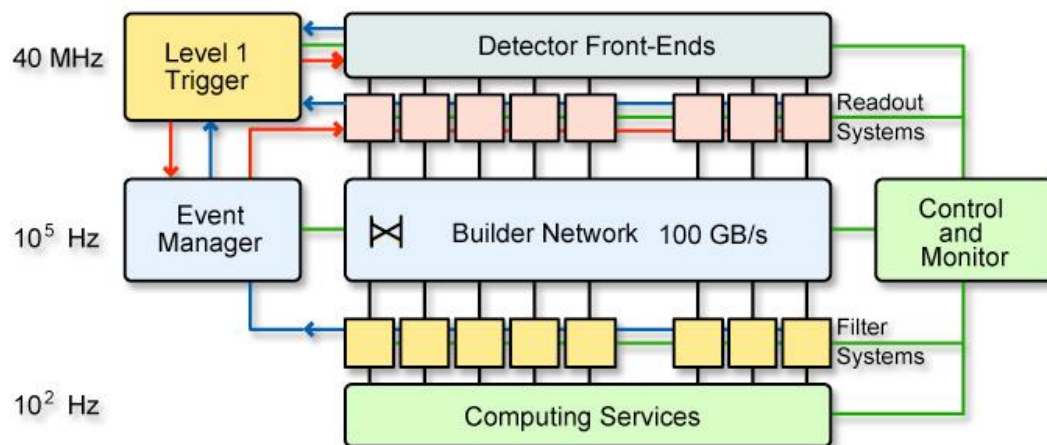 40 MHz
Level 1
Trigger
Detector Front-Ends
Readout
Systems
10² Hz
Event
Manager
Builder Network 100 GB/s
Control
and
Monitor
10⁵ Hz
Filter
Systems
Computing Services